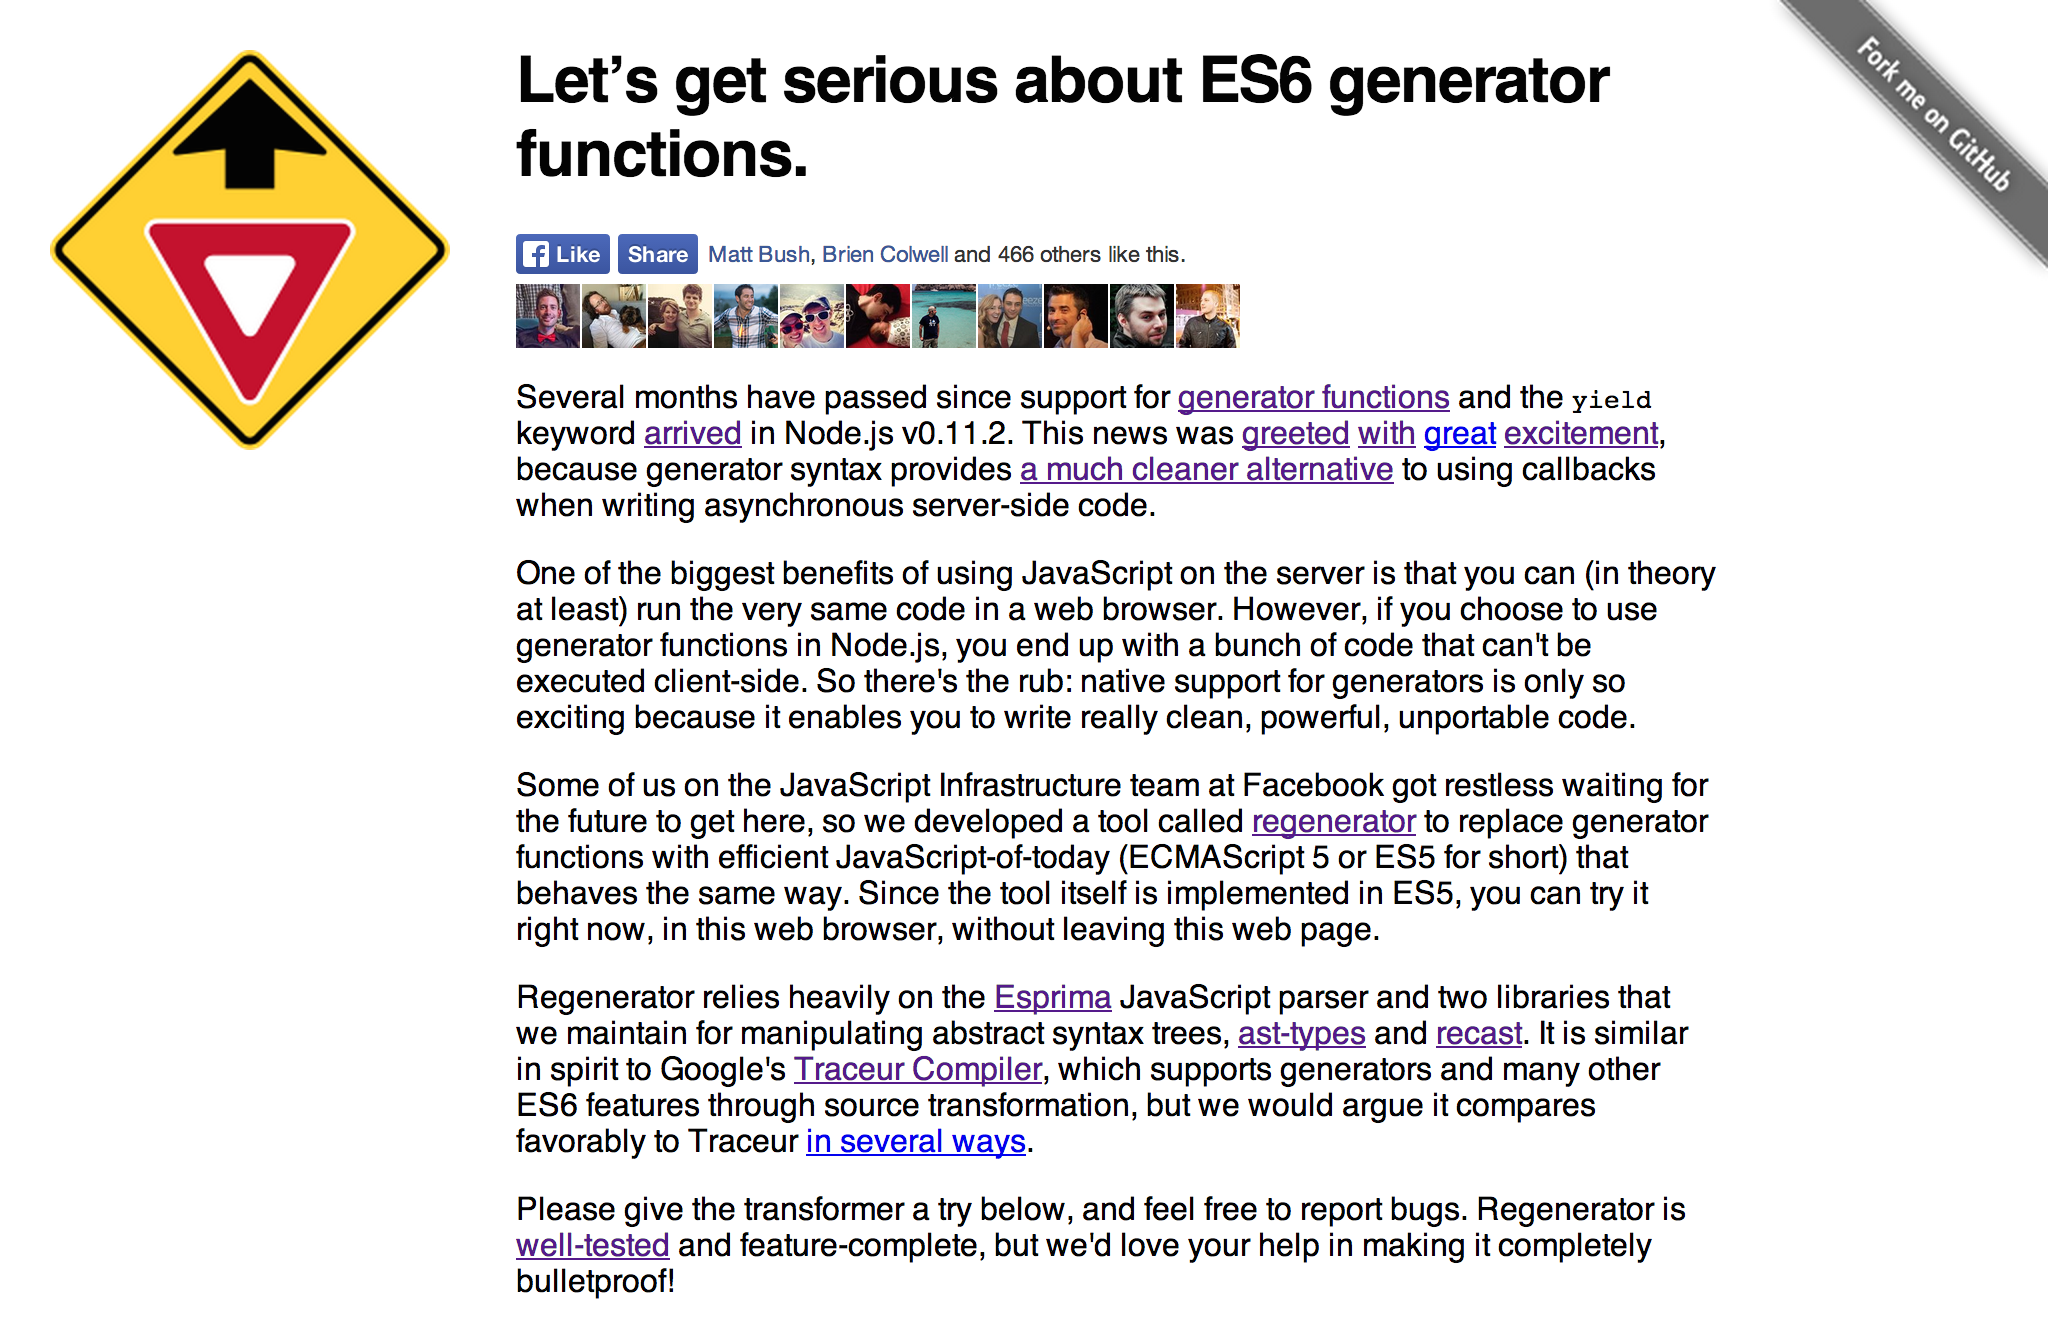 Let’s get serious about ES6 generator
functions.
Fork me on GitHub
Like Share Matt Bush, Brien Colwell and 466 others like this.
Several months have passed since support for generator functions and the yield
keyword arrived in Node.js v0.11.2. This news was greeted with great excitement,
because generator syntax provides a much cleaner alternative to using callbacks
when writing asynchronous server-side code.
One of the biggest benefits of using JavaScript on the server is that you can (in theory
at least) run the very same code in a web browser. However, if you choose to use
generator functions in Node.js, you end up with a bunch of code that can't be
executed client-side. So there's the rub: native support for generators is only so
exciting because it enables you to write really clean, powerful, unportable code.
Some of us on the JavaScript Infrastructure team at Facebook got restless waiting for
the future to get here, so we developed a tool called regenerator to replace generator
functions with efficient JavaScript-of-today (ECMAScript 5 or ES5 for short) that
behaves the same way. Since the tool itself is implemented in ES5, you can try it
right now, in this web browser, without leaving this web page.
Regenerator relies heavily on the Esprima JavaScript parser and two libraries that
we maintain for manipulating abstract syntax trees, ast-types and recast. It is similar
in spirit to Google's Traceur Compiler, which supports generators and many other
ES6 features through source transformation, but we would argue it compares
favorably to Traceur in several ways.
Please give the transformer a try below, and feel free to report bugs. Regenerator is
well-tested and feature-complete, but we'd love your help in making it completely
bulletproof!